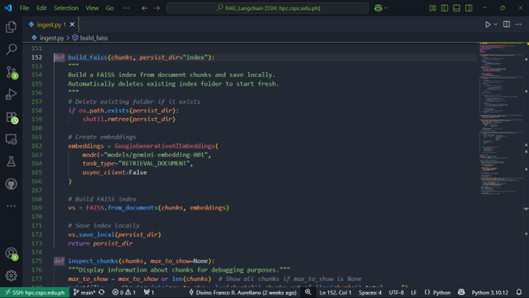 File Edit Selection View Go ···
RAG_Langchain [SSH: hpc.cspc.edu.ph]
ingest.py 1
ingest.py > build_faiss
151
152 def build_faiss(chunks, persist_dir="index"):
153 """
154 Build a FAISS index from document chunks and save locally.
155 Automatically deletes existing index folder to start fresh.
156 """
157 # Delete existing folder if it exists
158 if os.path.exists(persist_dir):
159 shutil.rmtree(persist_dir)
160
161 # Create embeddings
162 embeddings = GoogleGenerativeAIEmbeddings(
163 model="models/gemini-embedding-001",
164 task_type="RETRIEVAL_DOCUMENT",
165 async_client=False
166 )
167
168 # Build FAISS index
169 vs = FAISS.from_documents(chunks, embeddings)
170
171 # Save index locally
172 vs.save_local(persist_dir)
173 return persist_dir
174
175 def inspect_chunks(chunks, max_to_show=None):
176 """Display information about chunks for debugging purposes."""
177 max_to_show = max_to_show or len(chunks) # Show all chunks if max_to_show is None
SSH: hpc.cspc.edu.ph main* 0 1 1 Divino Franco R. Aurellano (2 weeks ago) Ln 152, Col 1 Spaces: 4 UTF-8 LF Python Python 3.10.12